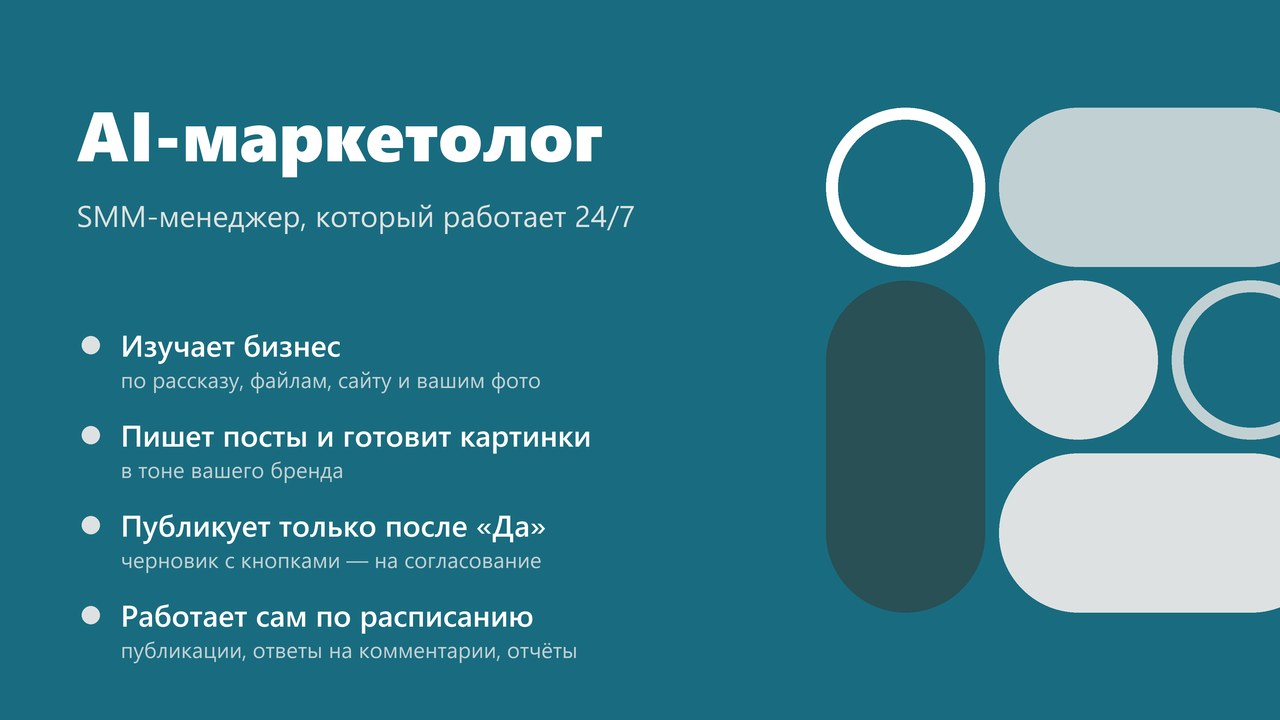 AI-маркетолог
SMM-менеджер, который работает 24/7
Изучает бизнес
по рассказу, файлам, сайту и вашим фото
Пишет посты и готовит картинки
в тоне вашего бренда
Публикует только после «Да»
черновик с кнопками — на согласование
Работает сам по расписанию
публикации, ответы на комментарии, отчёты